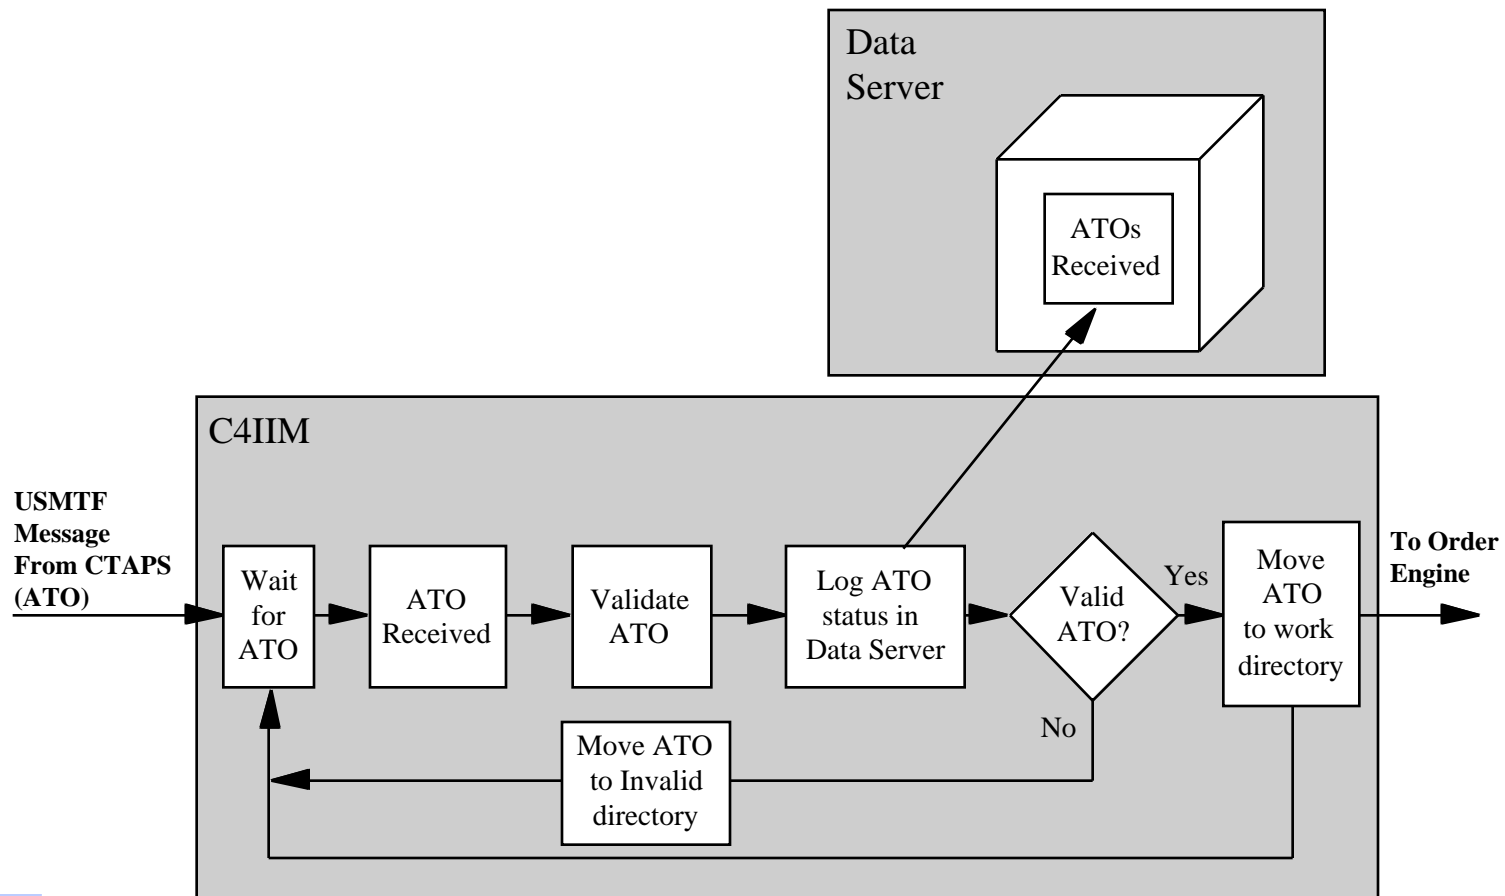 Data
Server
ATOs
Received
C4IIM
USMTF
Message
From CTAPS
(ATO)
Wait
for
ATO
ATO
Received
Validate
ATO
Log ATO
status in
Data Server
Valid
ATO?
Yes
Move
ATO
to work
directory
To Order
Engine
No
Move ATO
to Invalid
directory